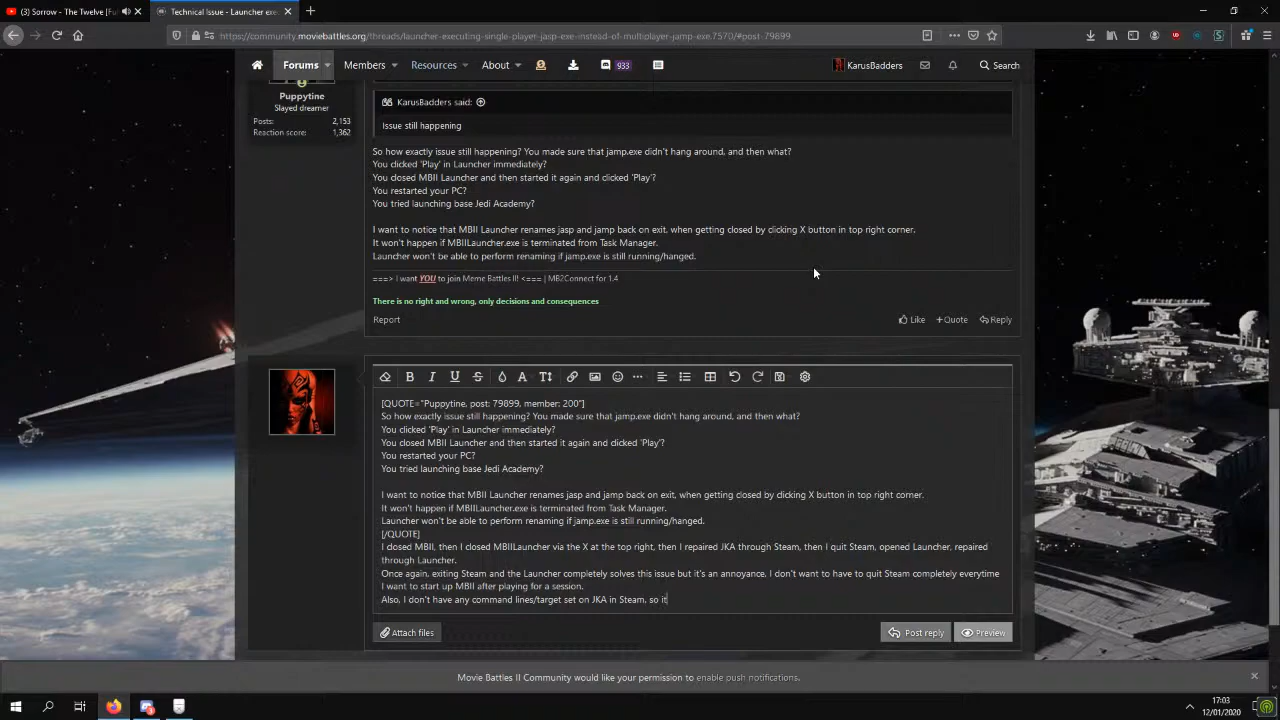 (3) Sorrow - The Twelve [Ful
Technical Issue - Launcher exe
https://community.moviebattles.org/threads/launcher-executing-single-player-jasp-exe-instead-of-multiplayer-jamp-exe.7570/#post-79899
Forums
Members
Resources
About
933
KarusBadders
Search
Puppytine
Slayed dreamer
Posts: 2,153
Reaction score: 1,362
KarusBadders said:
Issue still happening
So how exactly issue still happening? You made sure that jamp.exe didn't hang around, and then what?
You clicked 'Play' in Launcher immediately?
You closed MBII Launcher and then started it again and clicked 'Play'?
You restarted your PC?
You tried launching base Jedi Academy?
I want to notice that MBII Launcher renames jasp and jamp back on exit, when getting closed by clicking X button in top right corner.
It won't happen if MBIILauncher.exe is terminated from Task Manager.
Launcher won't be able to perform renaming if jamp.exe is still running/hanged.
===> I want YOU to join Meme Battles II! <=== | MB2Connect for 1.4
There is no right and wrong, only decisions and consequences
Report
Like
+Quote
Reply
[QUOTE="Puppytine, post: 79899, member: 200"]
So how exactly issue still happening? You made sure that jamp.exe didn't hang around, and then what?
You clicked 'Play' in Launcher immediately?
You closed MBII Launcher and then started it again and clicked 'Play'?
You restarted your PC?
You tried launching base Jedi Academy?
I want to notice that MBII Launcher renames jasp and jamp back on exit, when getting closed by clicking X button in top right corner.
It won't happen if MBIILauncher.exe is terminated from Task Manager.
Launcher won't be able to perform renaming if jamp.exe is still running/hanged.
[/QUOTE]
I closed MBII, then I closed MBIILauncher via the X at the top right, then I repaired JKA through Steam, then I quit Steam, opened Launcher, repaired
through Launcher.
Once again, exiting Steam and the Launcher completely solves this issue but it's an annoyance, I don't want to have to quit Steam completely everytime
I want to start up MBII after playing for a session.
Also, I don't have any command lines/target set on JKA in Steam, so it
Attach files
Post reply
Preview
Movie Battles II Community would like your permission to enable push notifications.
17:03
12/01/2020